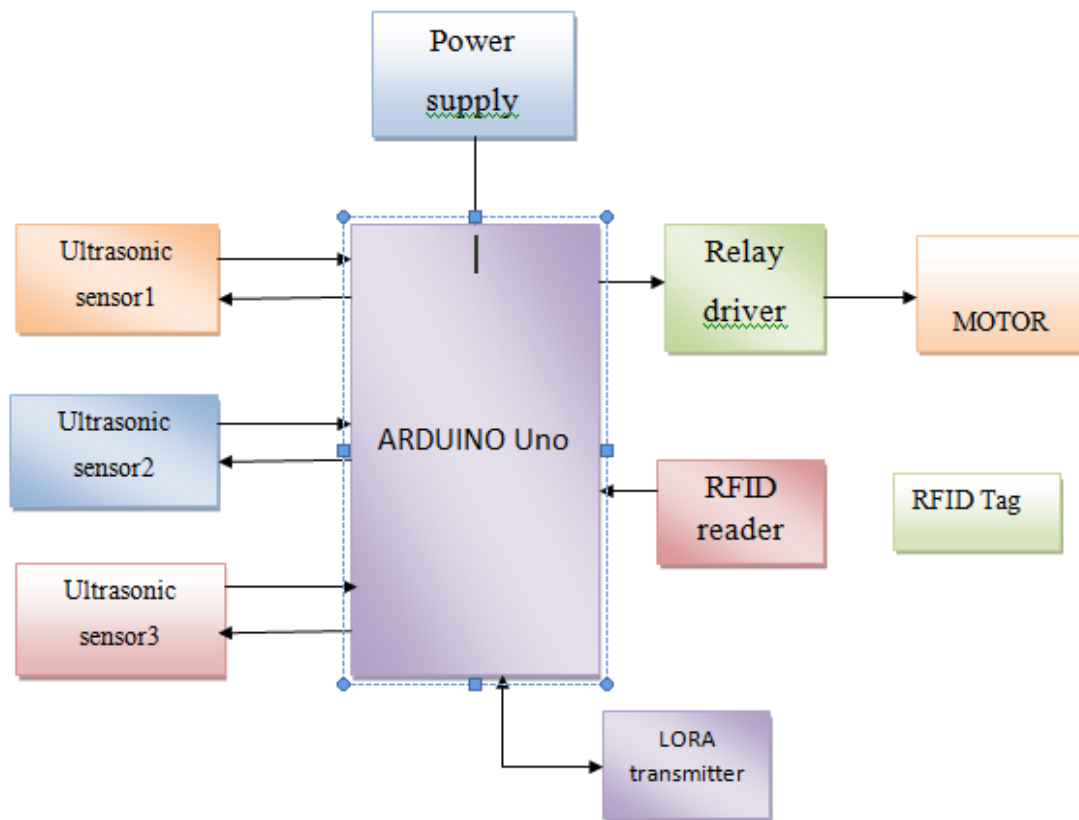 Power
supply
Ultrasonic
sensor1
Relay
driver
MOTOR
Ultrasonic
sensor2
ARDUINO Uno
RFID
reader
RFID Tag
Ultrasonic
sensor3
LORA
transmitter